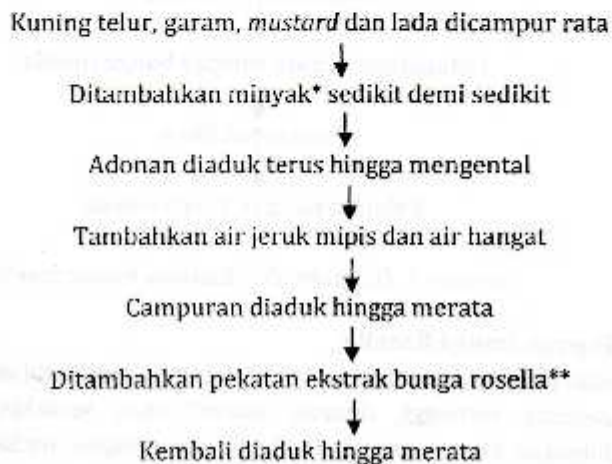 Kuning telur, garam, mustard dan lada dicampur rata
Ditambahkan minyak* sedikit demi sedikit
Adonan diaduk terus hingga mengental
Tambahkan air jeruk mipis dan air hangat
Campuran diaduk hingga merata
Ditambahkan pekatan ekstrak bunga rosella**
Kembali diaduk hingga merata